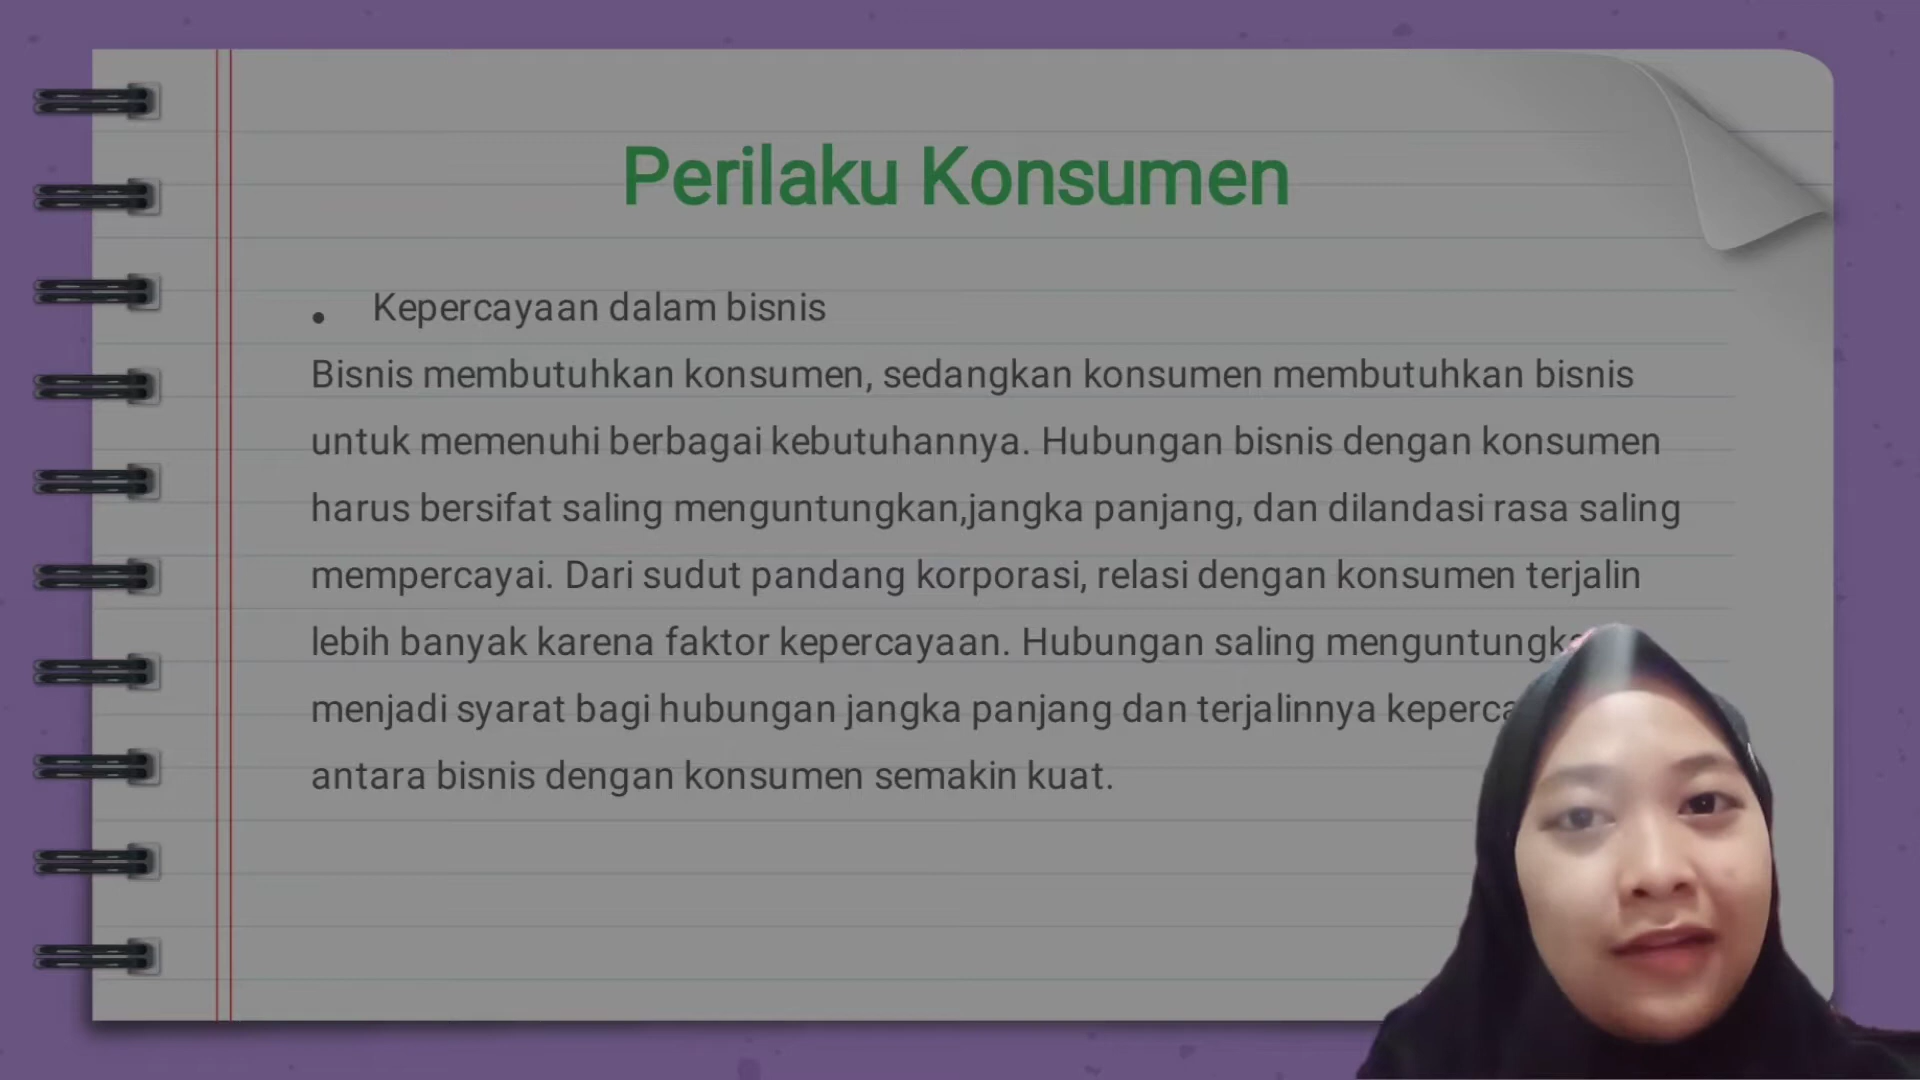 Perilaku Konsumen
• Kepercayaan dalam bisnis
Bisnis membutuhkan konsumen, sedangkan konsumen membutuhkan bisnis
untuk memenuhi berbagai kebutuhannya. Hubungan bisnis dengan konsumen
harus bersifat saling menguntungkan,jangka panjang, dan dilandasi rasa saling
mempercayai. Dari sudut pandang korporasi, relasi dengan konsumen terjalin
lebih banyak karena faktor kepercayaan. Hubungan saling
menjadi syarat bagi hubungan jangka panjang dan terjalinnya
antara bisnis dengan konsumen semakin kuat.